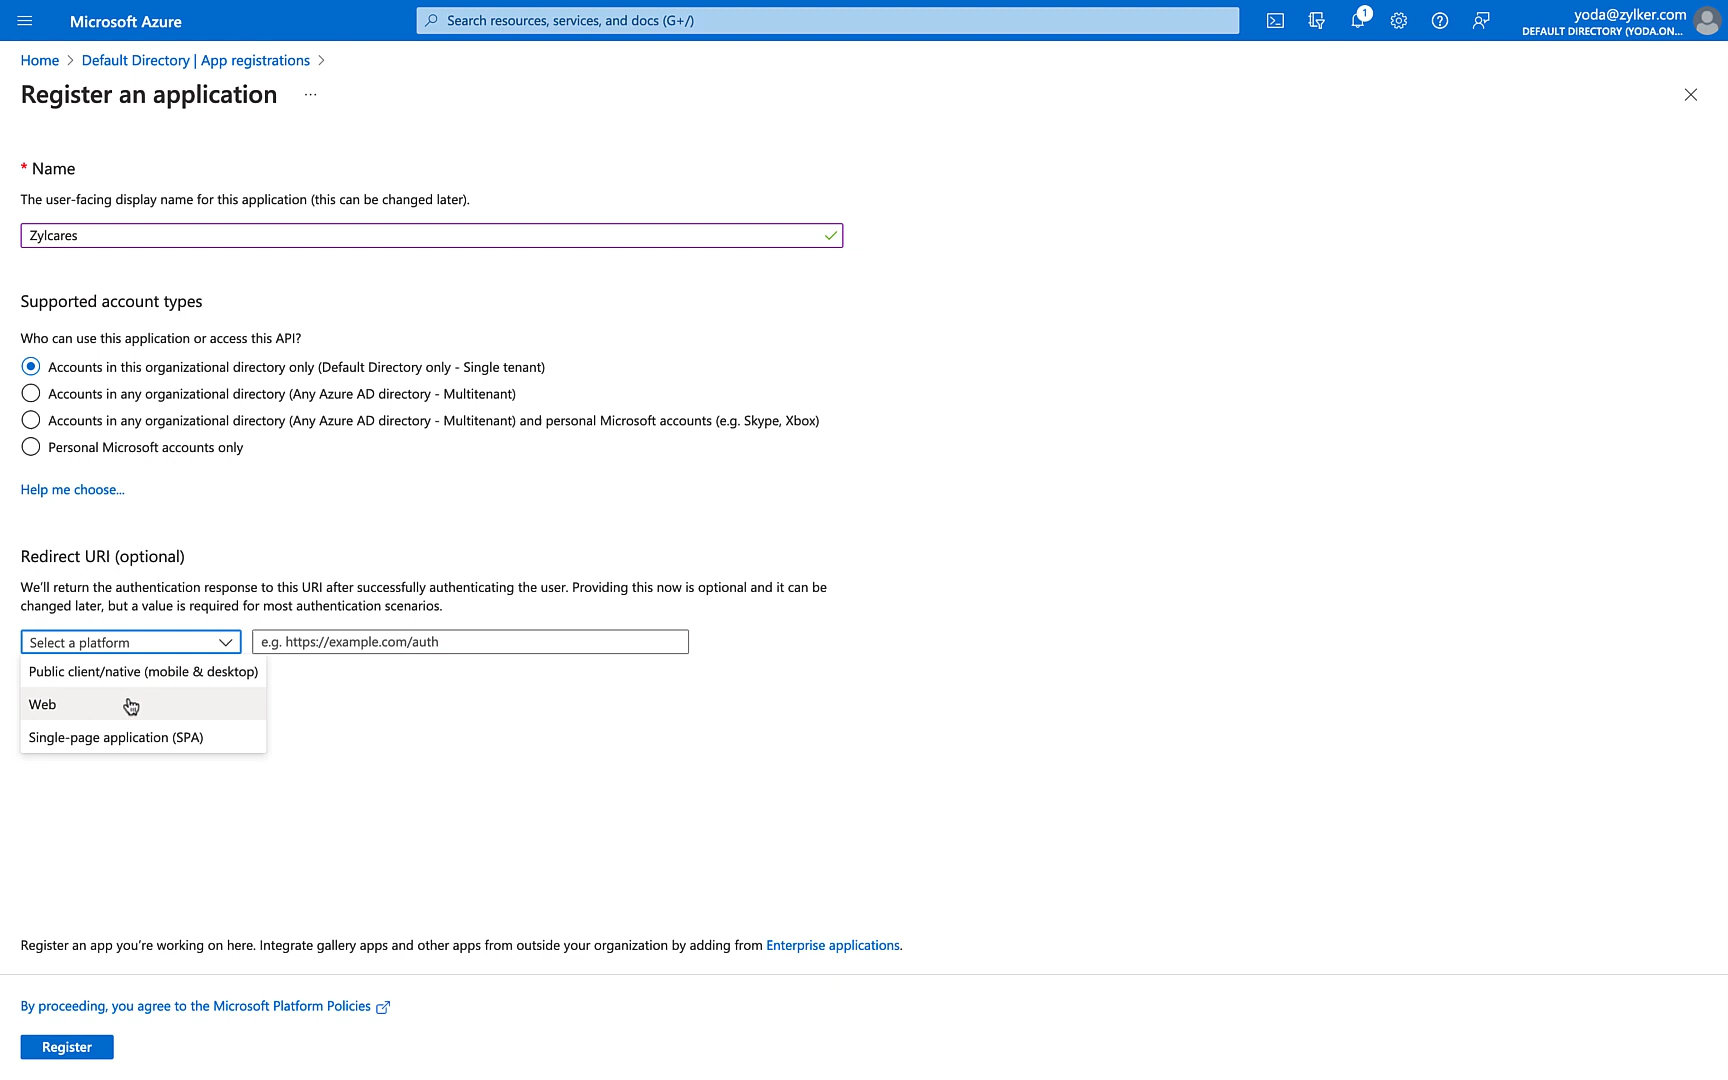 Microsoft Azure
Search resources, services, and docs (G+/)
1
yoda@zylker.com
DEFAULT DIRECTORY (YODA.ON...
Home > Default Directory | App registrations >
Register an application ...
* Name
The user-facing display name for this application (this can be changed later).
Zylcares
Supported account types
Who can use this application or access this API?
Accounts in this organizational directory only (Default Directory only - Single tenant)
Accounts in any organizational directory (Any Azure AD directory - Multitenant)
Accounts in any organizational directory (Any Azure AD directory - Multitenant) and personal Microsoft accounts (e.g. Skype, Xbox)
Personal Microsoft accounts only
Help me choose...
Redirect URI (optional)
We'll return the authentication response to this URI after successfully authenticating the user. Providing this now is optional and it can be
changed later, but a value is required for most authentication scenarios.
Select a platform
e.g. https://example.com/auth
Public client/native (mobile & desktop)
Web
Single-page application (SPA)
Register an app you're working on here. Integrate gallery apps and other apps from outside your organization by adding from Enterprise applications.
By proceeding, you agree to the Microsoft Platform Policies
Register